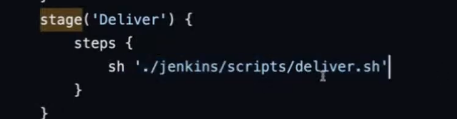 stage('Deliver') {
steps {
sh './jenkins/scripts/deliver.sh'
}
}